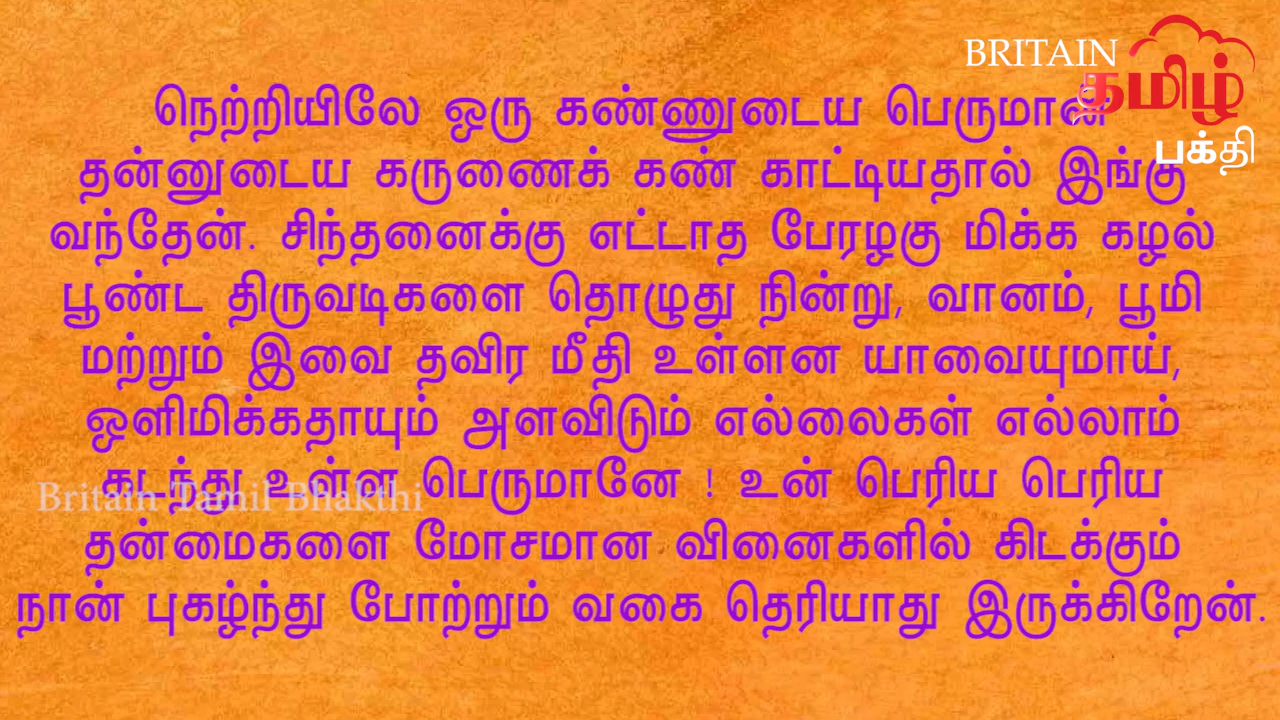 BRITAIN
தமிழ்
பக்தி
நெற்றியிலே ஒரு கண்ணுடைய பெருமான்
தன்னுடைய கருணைக் கண் காட்டியதால் இங்கு
வந்தேன். சிந்தனைக்கு எட்டாத பேரழகு மிக்க கழல்
பூண்ட திருவடிகளை தொழுது நின்று, வானம், பூமி
மற்றும் இவை தவிர மீதி உள்ளன யாவையுமாய்,
ஒளிமிக்கதாயும் அளவிடும் எல்லைகள் எல்லாம்
கடந்து உள்ள பெருமானே ! உன் பெரிய பெரிய
Britain Tamil Bhakthi
தன்மைகளை மோசமான வினைகளில் கிடக்கும்
நான் புகழ்ந்து போற்றும் வகை தெரியாது இருக்கிறேன்.